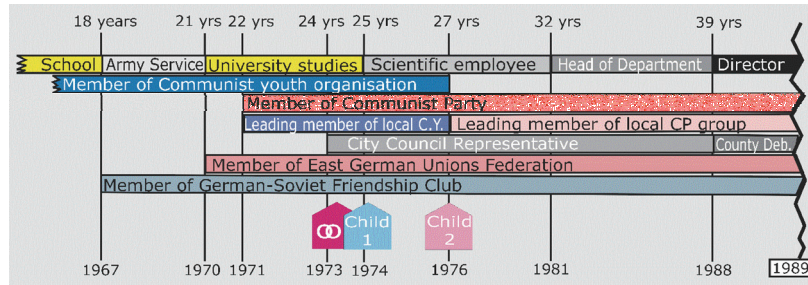 18 years 21 yrs 22 yrs 24 yrs 25 yrs 27 yrs 32 yrs 39 yrs
School Army Service University studies Scientific employee Head of Department Director
Member of Communist youth organisation
Member of Communist Party
Leading member of local C.Y. Leading member of local CP group
City Council Representative County Deb.
Member of East German Unions Federation
Member of German-Soviet Friendship Club
Child
1
Child
2
1967 1970 1971 1973 1974 1976 1981 1988 1989